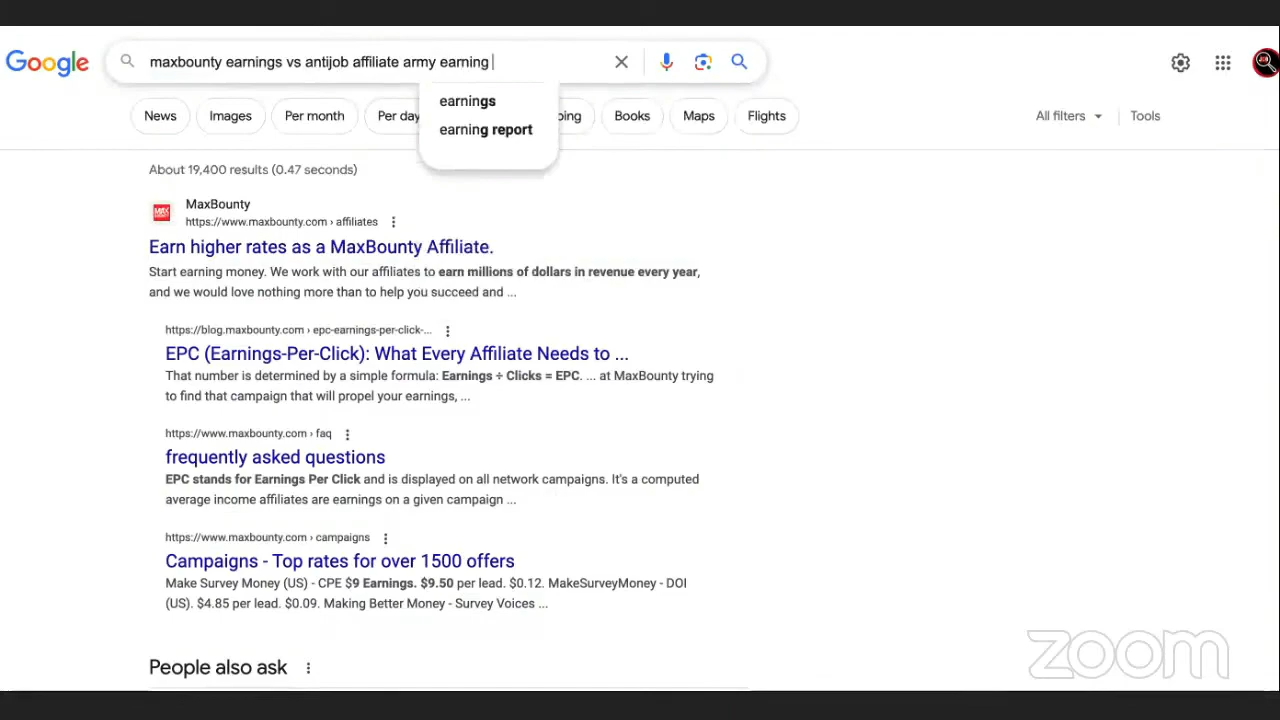 Google
maxbounty earnings vs antijob affiliate army earning
earnings
earning report
News
Images
Per month
Per day
Books
Maps
Flights
All filters
Tools
About 19,400 results (0.47 seconds)
MaxBounty
https://www.maxbounty.com › affiliates
Earn higher rates as a MaxBounty Affiliate.
Start earning money. We work with our affiliates to earn millions of dollars in revenue every year,
and we would love nothing more than to help you succeed and ...
https://blog.maxbounty.com › epc-earnings-per-click-...
EPC (Earnings-Per-Click): What Every Affiliate Needs to ...
That number is determined by a simple formula: Earnings ÷ Clicks = EPC. ... at MaxBounty trying
to find that campaign that will propel your earnings, ...
https://www.maxbounty.com › faq
frequently asked questions
EPC stands for Earnings Per Click and is displayed on all network campaigns. It's a computed
average income affiliates are earnings on a given campaign ...
https://www.maxbounty.com › campaigns
Campaigns - Top rates for over 1500 offers
Make Survey Money (US) - CPE $9 Earnings. $9.50 per lead. $0.12. MakeSurveyMoney - DOI
(US). $4.85 per lead. $0.09. Making Better Money - Survey Voices ...
People also ask
zoom